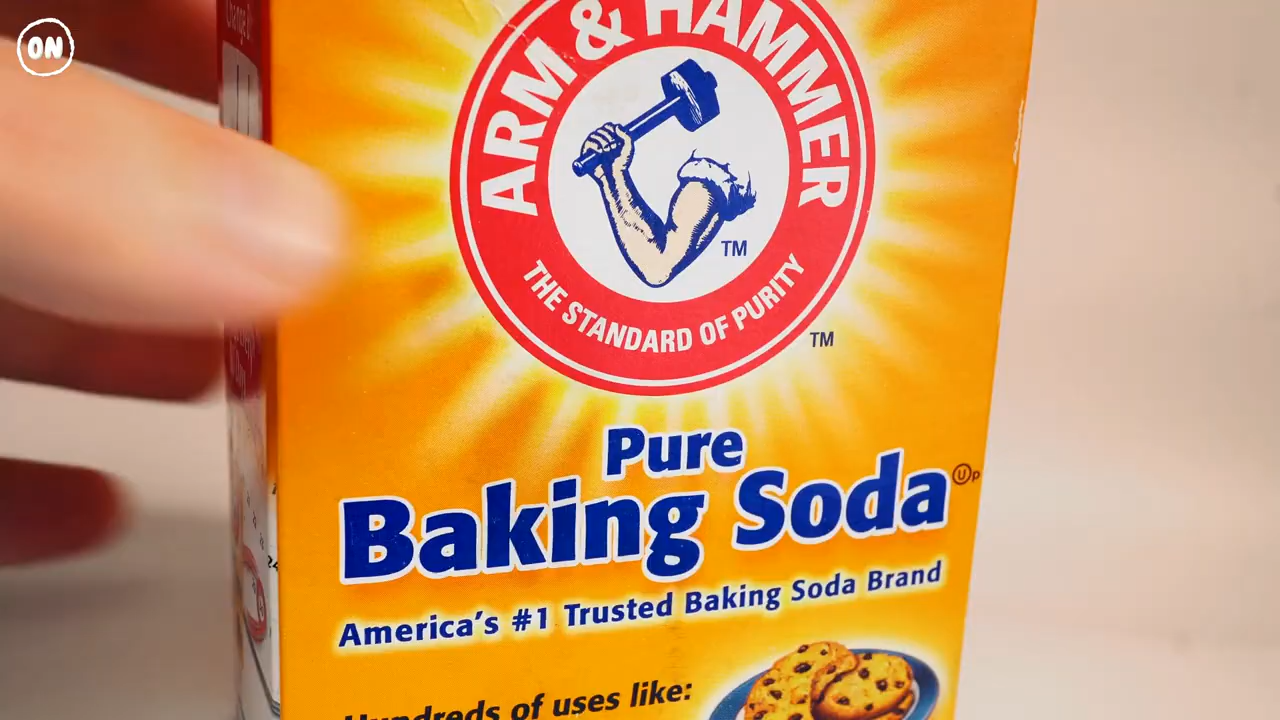 ON
ARM & HAMMER
TM
THE STANDARD OF PURITY
TM
Pure
Baking Soda
Up
America's #1 Trusted Baking Soda Brand
Hundreds of uses like: